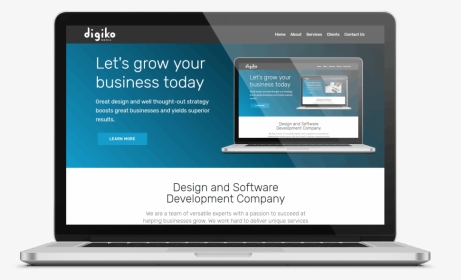 digiko
MEDIA
Home About Services Clients Contact Us
Let's grow your
business today
Great design and well thought-out strategy
boosts great businesses and yields superior
results.
LEARN MORE
digiko
Let's grow your
business today
Design and Software
Development Company
Design and Software
Development Company
We are a team of versatile experts with a passion to succeed at
helping businesses grow. We work hard to deliver unique services